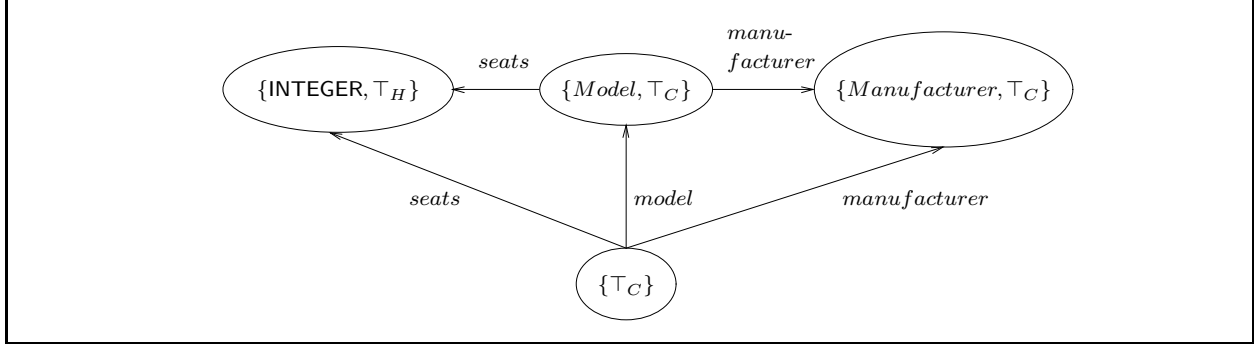 manu-
facturer
seats
{INTEGER, ⊤_H}
{Model, ⊤_C}
{Manufacturer, ⊤_C}
seats
model
manufacturer
{⊤_C}